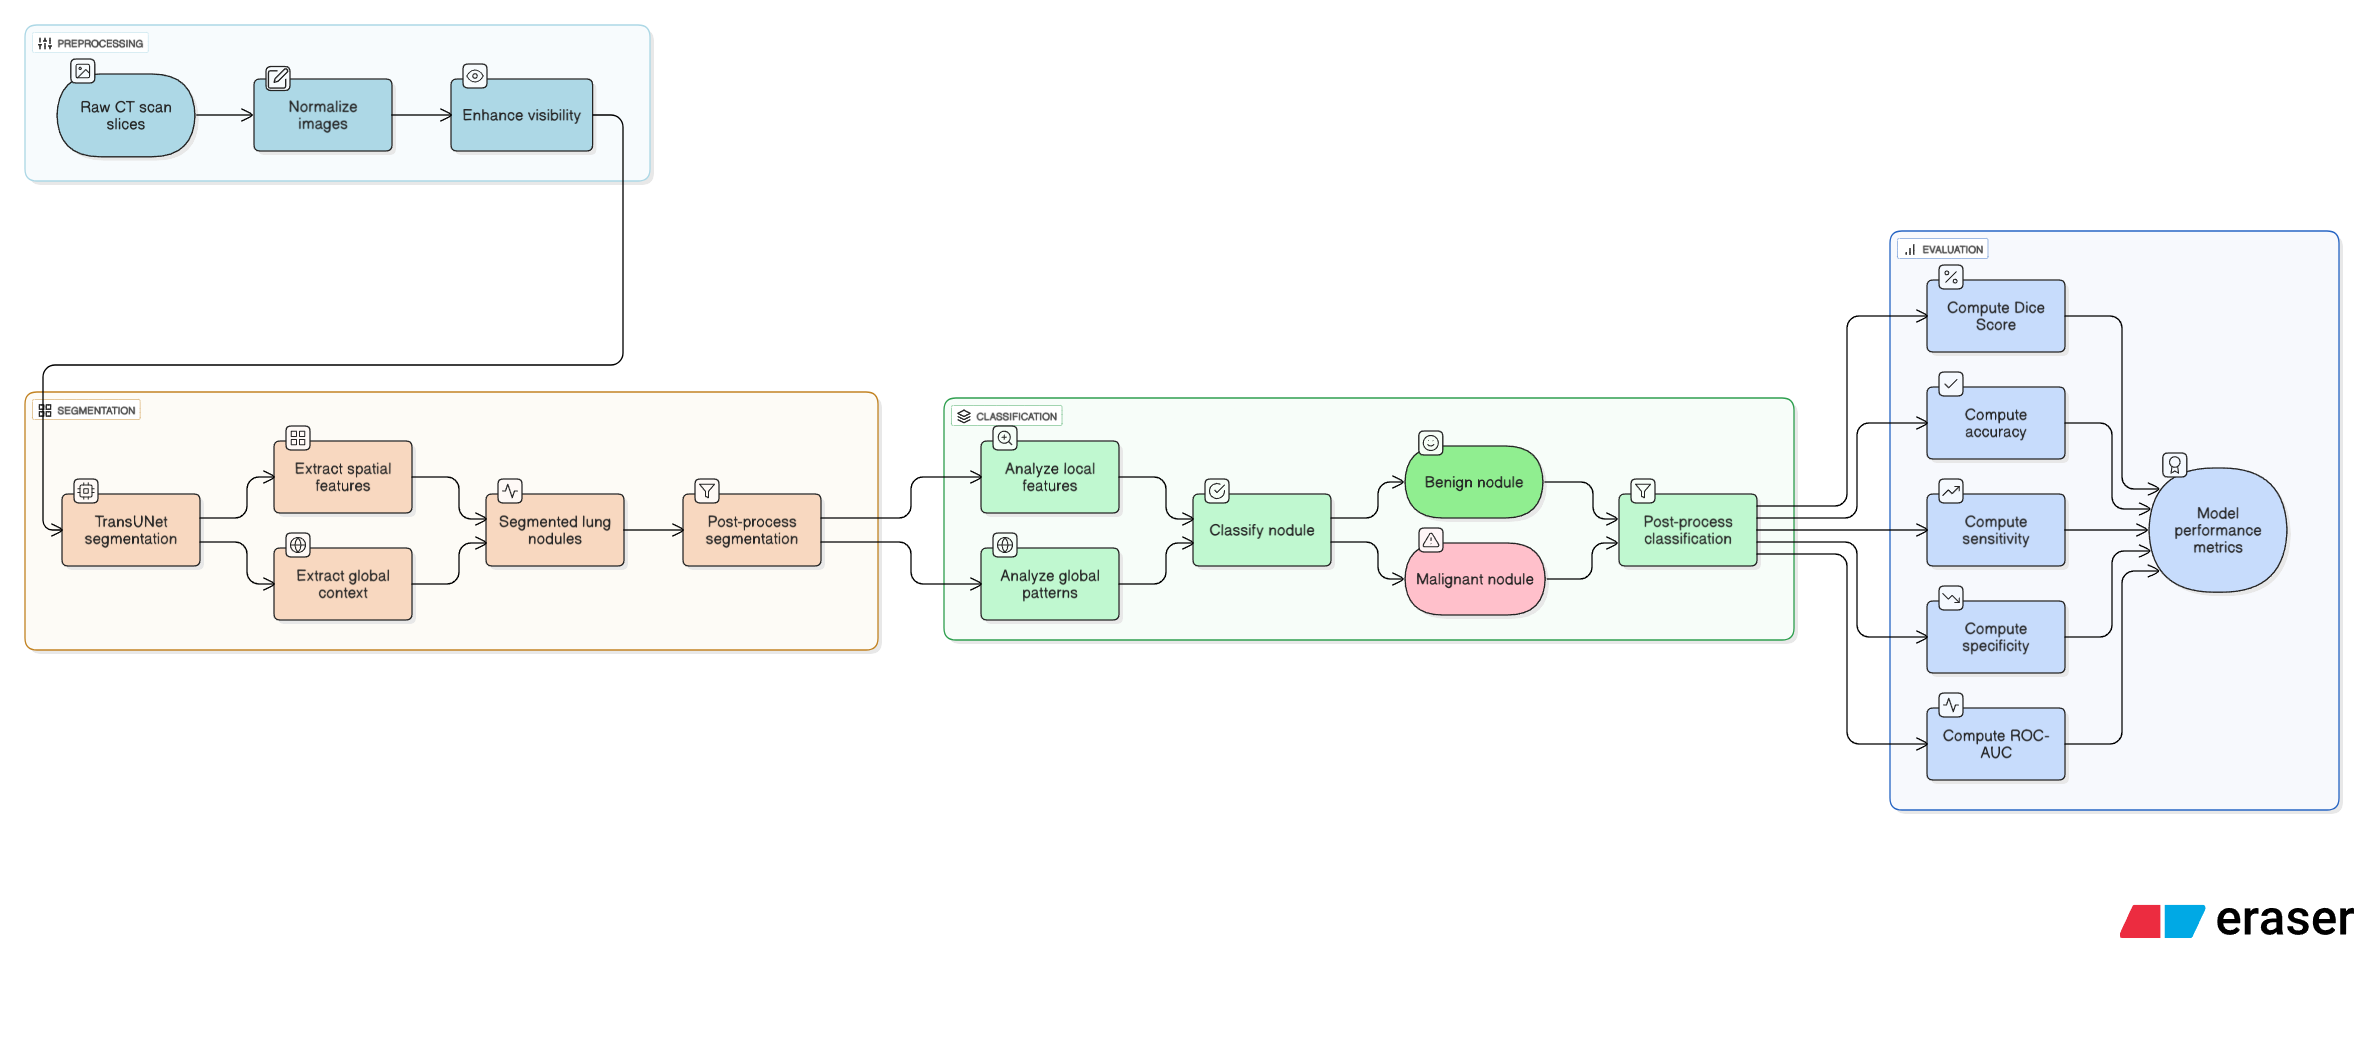 PREPROCESSING
Raw CT scan
slices
Normalize
images
Enhance visibility
SEGMENTATION
TransUNet
segmentation
Extract spatial
features
Extract global
context
Segmented lung
nodules
Post-process
segmentation
CLASSIFICATION
Analyze local
features
Analyze global
patterns
Classify nodule
Benign nodule
Malignant nodule
Post-process
classification
EVALUATION
Compute Dice
Score
Compute
accuracy
Compute
sensitivity
Compute
specificity
Compute ROC-
AUC
Model
performance
metrics
eraser